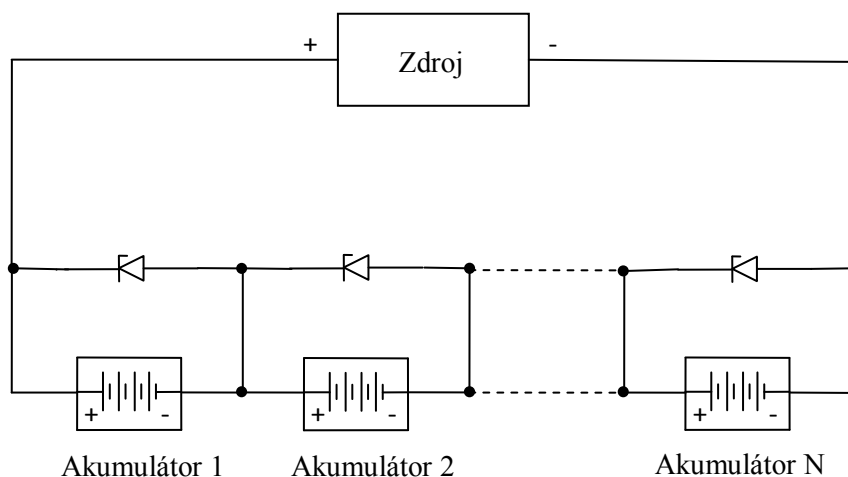 + Zdroj -
+ - + - + -
Akumulátor 1 Akumulátor 2 Akumulátor N